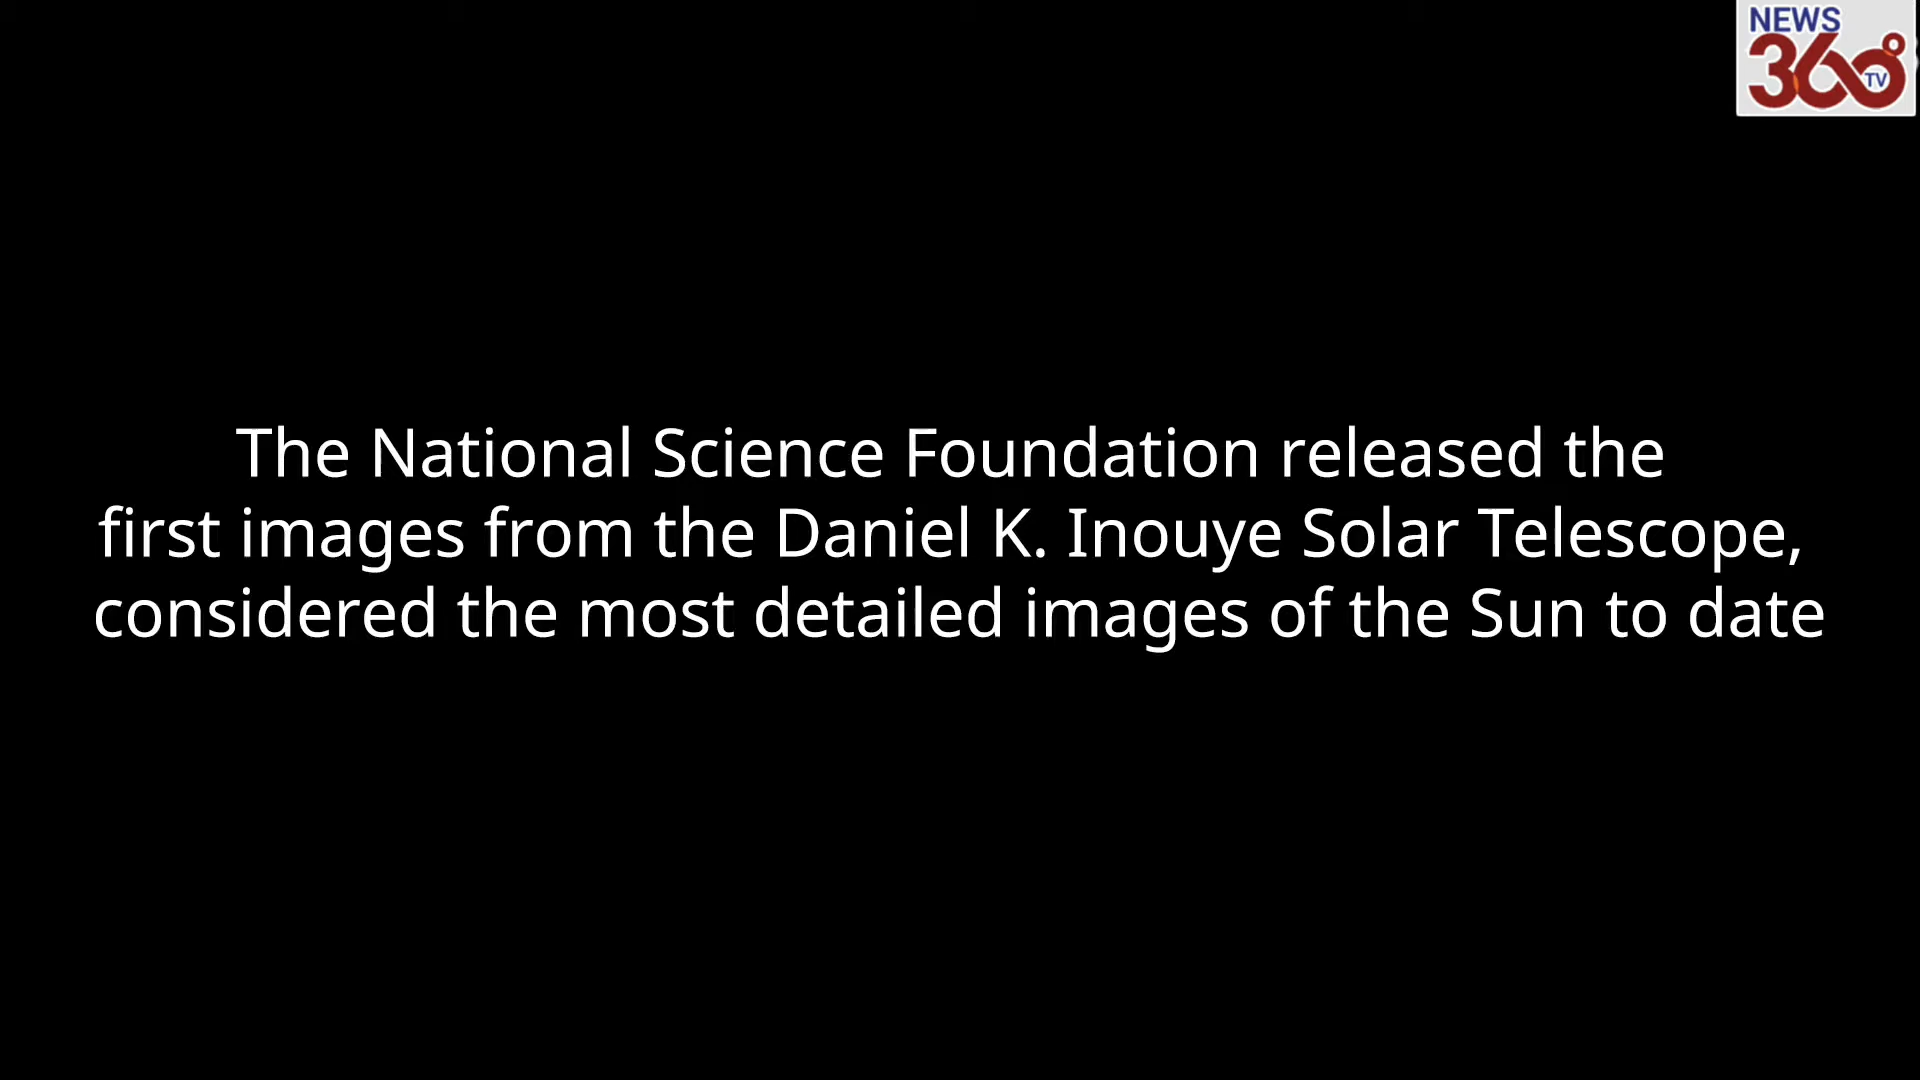 NEWS
360°
TV
The National Science Foundation released the
first images from the Daniel K. Inouye Solar Telescope,
considered the most detailed images of the Sun to date